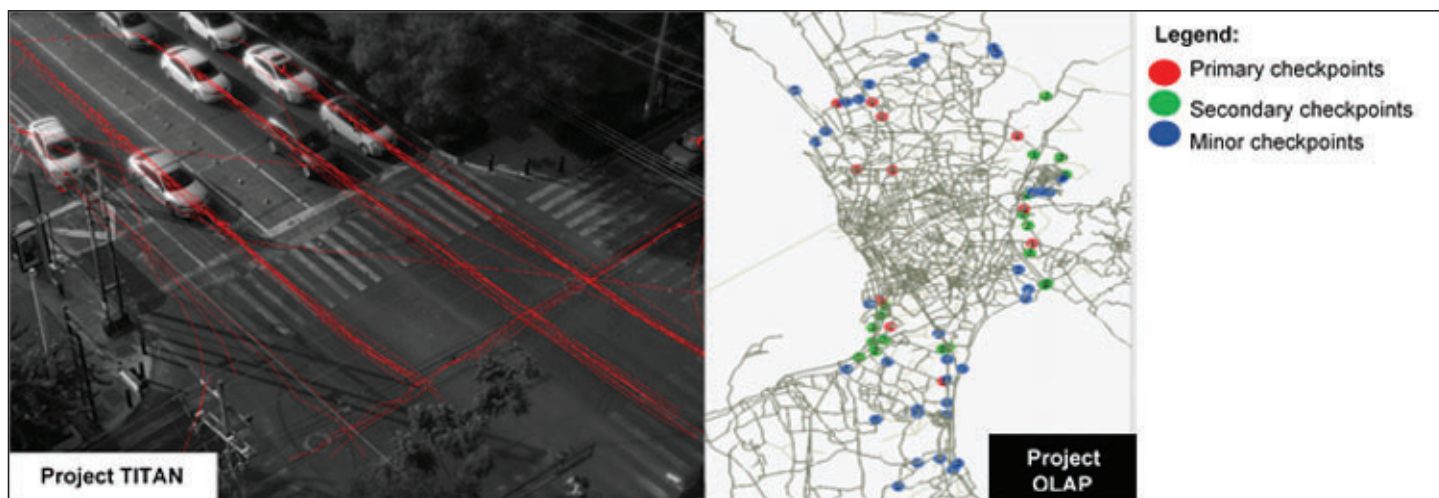 Project TITAN
Project
OLAP
Legend:
Primary checkpoints
Secondary checkpoints
Minor checkpoints